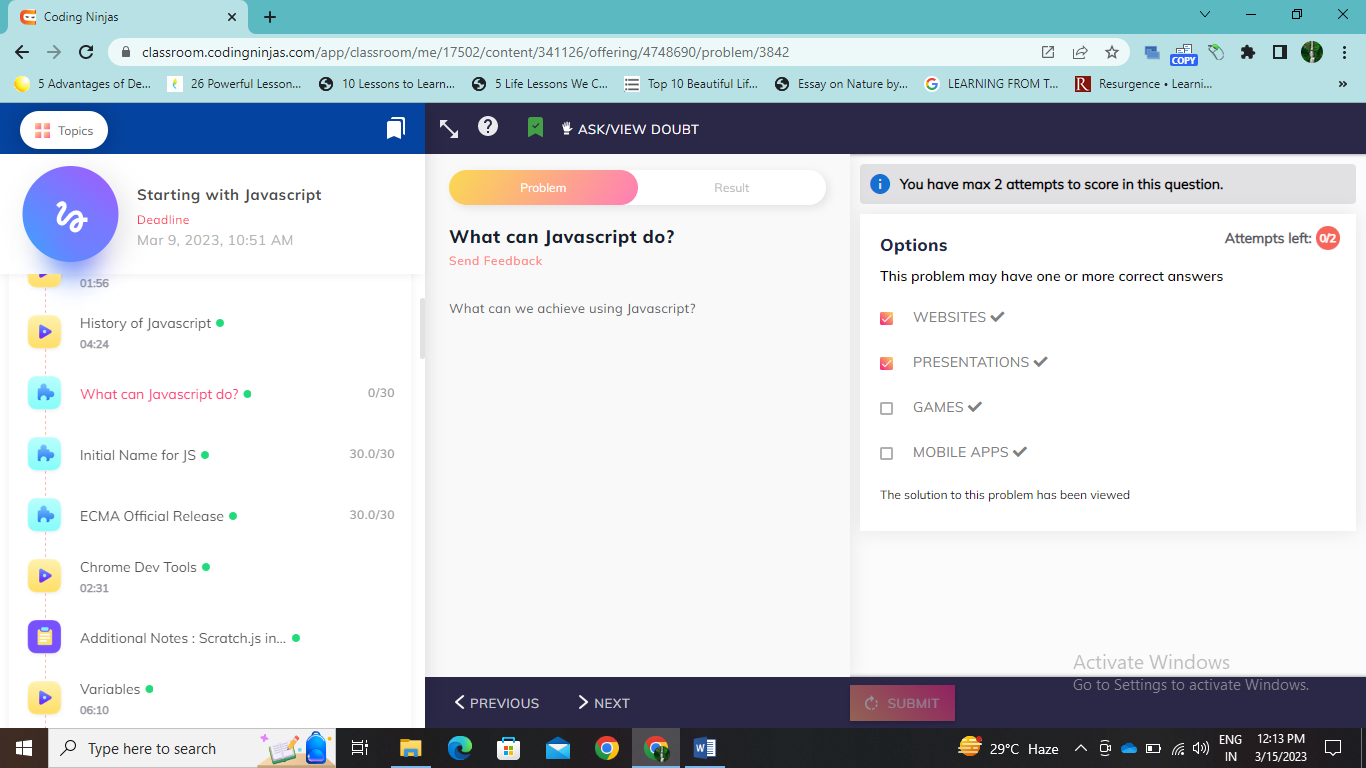 Coding Ninjas
classroom.codingninjas.com/app/classroom/me/17502/content/341126/offering/4748690/problem/3842
COPY
5 Advantages of De...
26 Powerful Lesson...
10 Lessons to Learn...
5 Life Lessons We C...
Top 10 Beautiful Lif...
Essay on Nature by...
LEARNING FROM T...
Resurgence • Learni...
»
Topics
ASK/VIEW DOUBT
Starting with Javascript
Deadline
Mar 9, 2023, 10:51 AM
01:56
History of Javascript
04:24
What can Javascript do?
0/30
Initial Name for JS
30.0/30
ECMA Official Release
30.0/30
Chrome Dev Tools
02:31
Additional Notes : Scratch.js in...
Variables
06:10
Problem
Result
What can Javascript do?
Send Feedback
What can we achieve using Javascript?
You have max 2 attempts to score in this question.
Options
Attempts left: 0/2
This problem may have one or more correct answers
WEBSITES
PRESENTATIONS
GAMES
MOBILE APPS
The solution to this problem has been viewed
Activate Windows
Go to Settings to activate Windows.
PREVIOUS
NEXT
SUBMIT
Type here to search
29°C Haze
ENG
IN
12:13 PM
3/15/2023